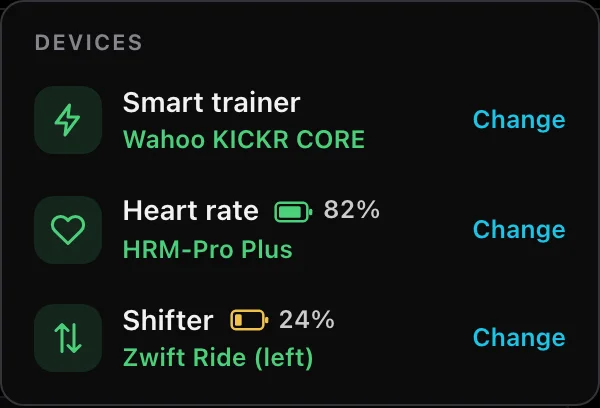 DEVICES
Smart trainer
Wahoo KICKR CORE
Change
Heart rate 82%
HRM-Pro Plus
Change
Shifter 24%
Zwift Ride (left)
Change